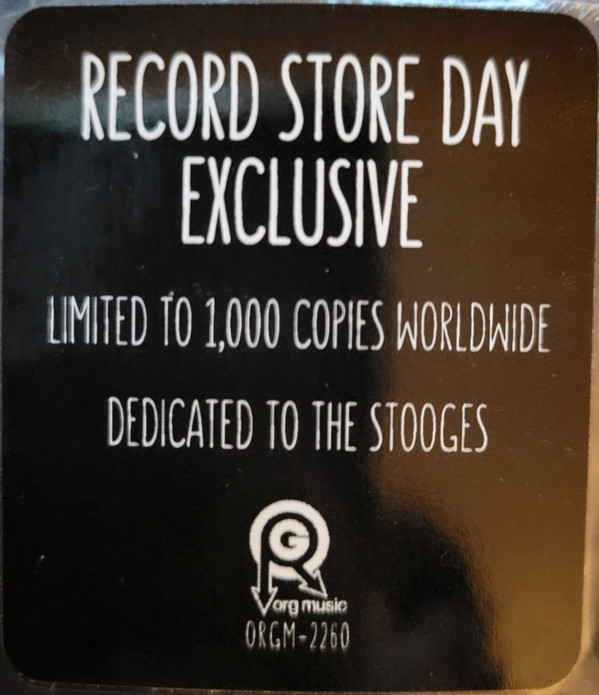 RECORD STORE DAY
EXCLUSIVE
LIMITED TO 1,000 COPIES WORLDWIDE
DEDICATED TO THE STOOGES
org music
ORGM-2260